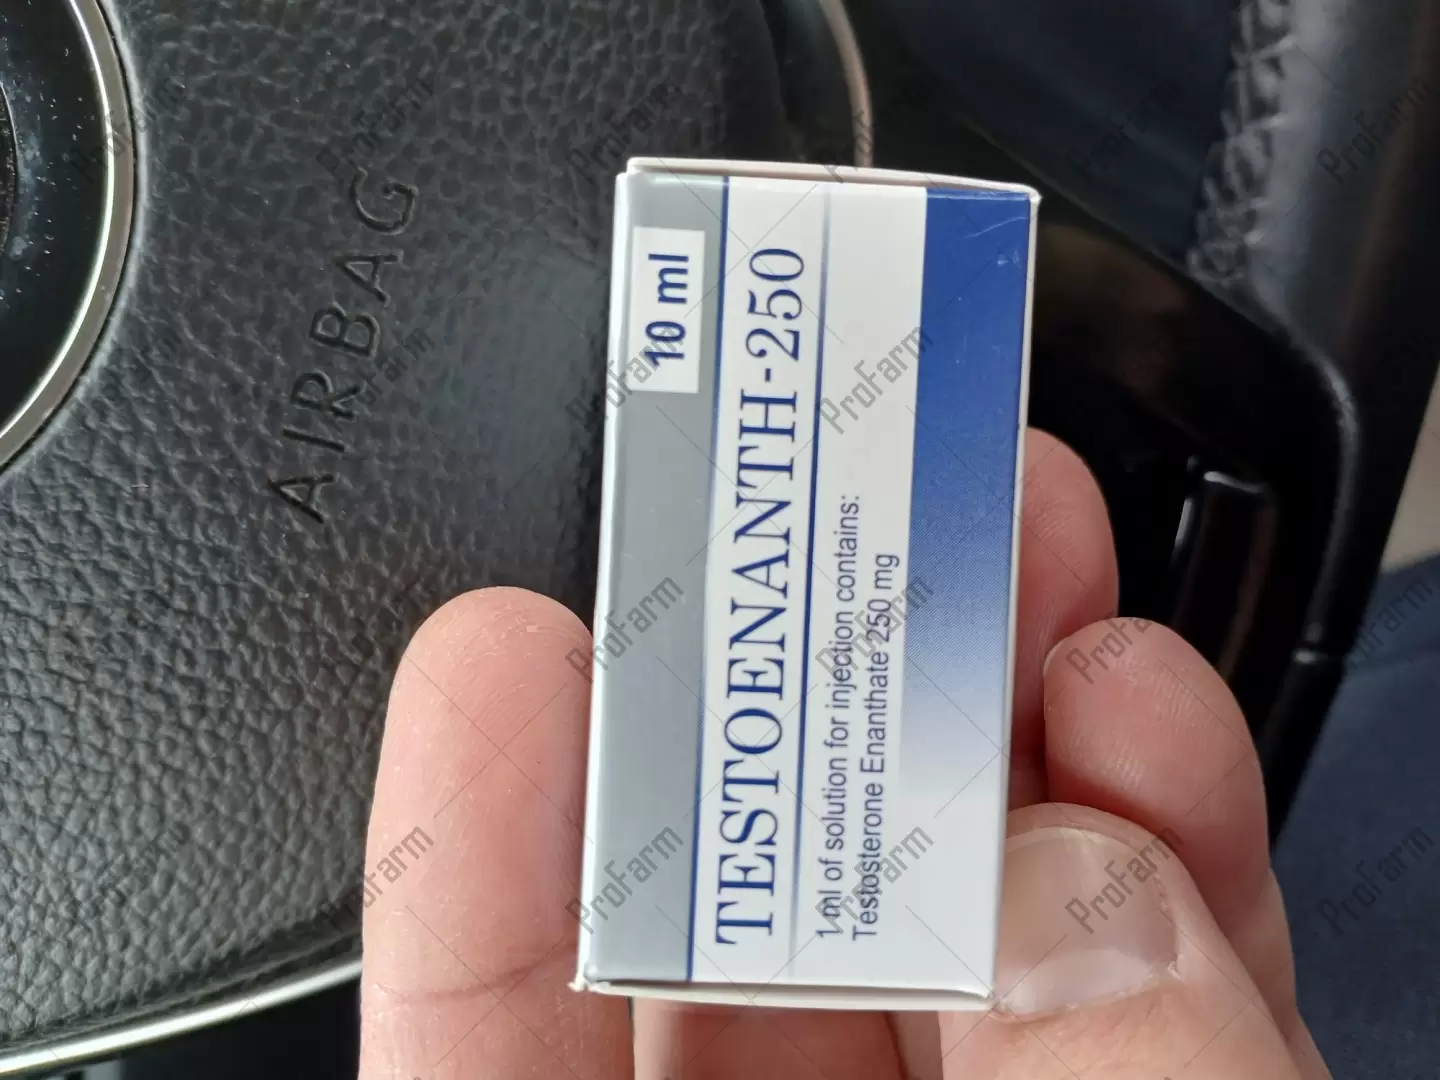 AIRBAG
10 ml
TESTOENANTH-250
1 ml of solution for injection contains:
Testosterone Enanthate 250 mg
ProFarm